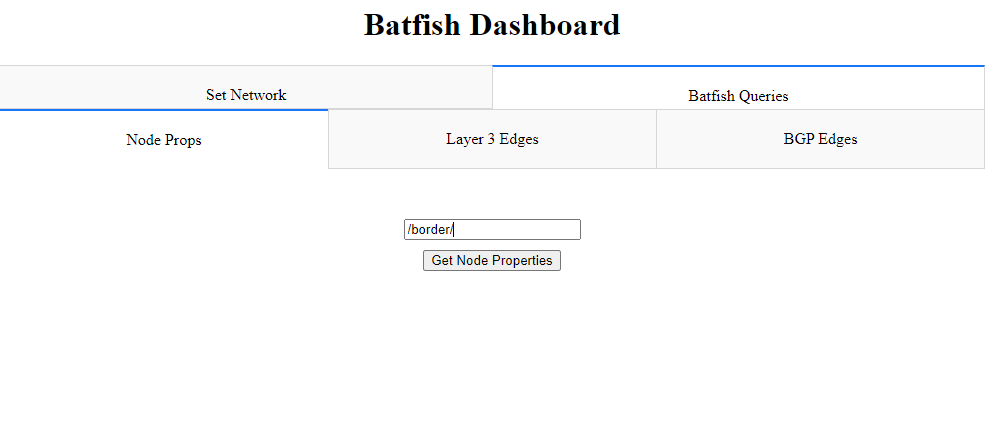 Batfish Dashboard
Set Network
Batfish Queries
Node Props
Layer 3 Edges
BGP Edges
/border/
Get Node Properties